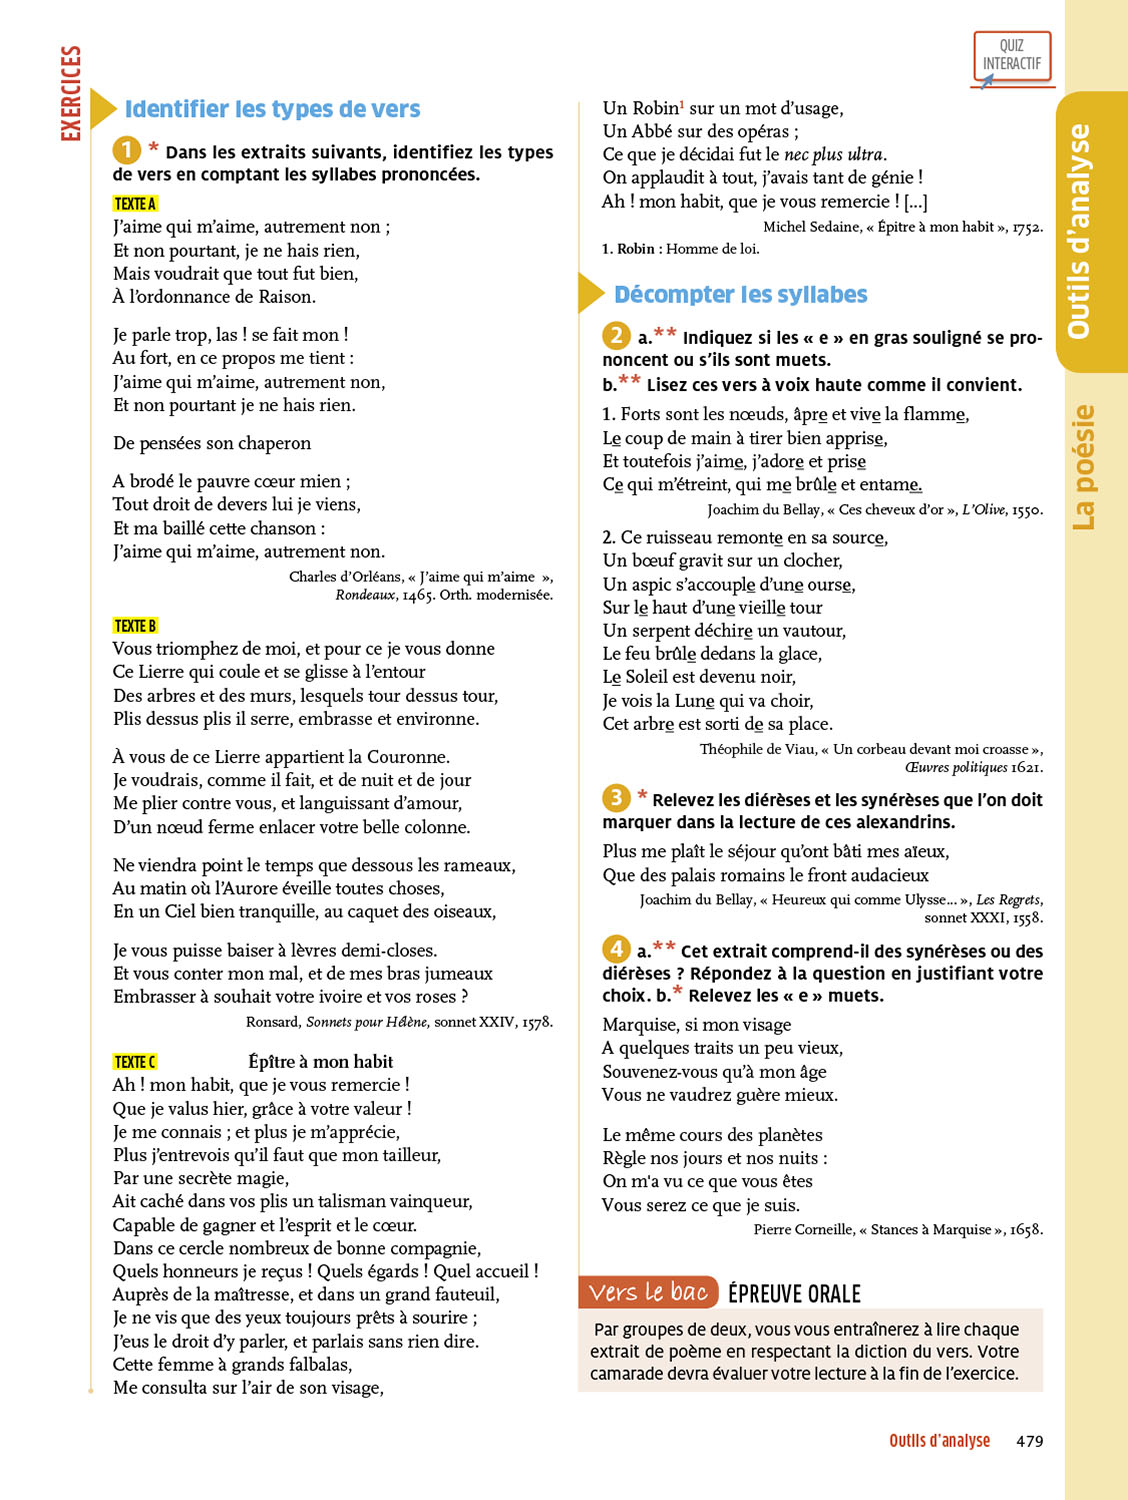 EXERCICES
QUIZ
INTERACTIF
Identifier les types de vers
1 * Dans les extraits suivants, identifiez les types
de vers en comptant les syllabes prononcées.
TEXTE A
J'aime qui m'aime, autrement non ;
Et non pourtant, je ne hais rien,
Mais voudrait que tout fut bien,
À l'ordonnance de Raison.
Je parle trop, las ! se fait mon !
Au fort, en ce propos me tient :
J'aime qui m'aime, autrement non,
Et non pourtant je ne hais rien.
De pensées son chaperon
A brodé le pauvre cœur mien ;
Tout droit de devers lui je viens,
Et ma baillé cette chanson :
J'aime qui m'aime, autrement non.
Charles d'Orléans, « J'aime qui m'aime »,
Rondeaux, 1465. Orth. modernisée.
TEXTE B
Vous triomphez de moi, et pour ce je vous donne
Ce Lierre qui coule et se glisse à l'entour
Des arbres et des murs, lesquels tour dessus tour,
Plis dessus plis il serre, embrasse et environne.
À vous de ce Lierre appartient la Couronne.
Je voudrais, comme il fait, et de nuit et de jour
Me plier contre vous, et languissant d'amour,
D'un nœud ferme enlacer votre belle colonne.
Ne viendra point le temps que dessous les rameaux,
Au matin où l'Aurore éveille toutes choses,
En un Ciel bien tranquille, au caquet des oiseaux,
Je vous puisse baiser à lèvres demi-closes.
Et vous conter mon mal, et de mes bras jumeaux
Embrasser à souhait votre ivoire et vos roses ?
Ronsard, Sonnets pour Hélène, sonnet XXIV, 1578.
TEXTE C Épître à mon habit
Ah ! mon habit, que je vous remercie !
Que je valus hier, grâce à votre valeur !
Je me connais ; et plus je m'apprécie,
Plus j'entrevois qu'il faut que mon tailleur,
Par une secrète magie,
Ait caché dans vos plis un talisman vainqueur,
Capable de gagner et l'esprit et le cœur.
Dans ce cercle nombreux de bonne compagnie,
Quels honneurs je reçus ! Quels égards ! Quel accueil !
Auprès de la maîtresse, et dans un grand fauteuil,
Je ne vis que des yeux toujours prêts à sourire ;
J'eus le droit d'y parler, et parlais sans rien dire.
Cette femme à grands falbalas,
Me consulta sur l'air de son visage,
Un Robin1 sur un mot d'usage,
Un Abbé sur des opéras ;
Ce que je décidai fut le nec plus ultra.
On applaudit à tout, j'avais tant de génie !
Ah ! mon habit, que je vous remercie ! [...]
Michel Sedaine, « Épitre à mon habit », 1752.
1. Robin : Homme de loi.
Décompter les syllabes
2 a.** Indiquez si les « e » en gras souligné se pro-
noncent ou s'ils sont muets.
b.** Lisez ces vers à voix haute comme il convient.
1. Forts sont les nœuds, âpre et vive la flamme,
Le coup de main à tirer bien apprise,
Et toutefois j'aime, j'adore et prise
Ce qui m'étreint, qui me brûle et entame.
Joachim du Bellay, « Ces cheveux d'or », L'Olive, 1550.
2. Ce ruisseau remonte en sa source,
Un bœuf gravit sur un clocher,
Un aspic s'accouple d'une ourse,
Sur le haut d'une vieille tour
Un serpent déchire un vautour,
Le feu brûle dedans la glace,
Le Soleil est devenu noir,
Je vois la Lune qui va choir,
Cet arbre est sorti de sa place.
Théophile de Viau, « Un corbeau devant moi croasse »,
Œuvres politiques 1621.
3 * Relevez les diérèses et les synérèses que l'on doit
marquer dans la lecture de ces alexandrins.
Plus me plaît le séjour qu'ont bâti mes aïeux,
Que des palais romains le front audacieux
Joachim du Bellay, « Heureux qui comme Ulysse... », Les Regrets,
sonnet XXXI, 1558.
4 a.** Cet extrait comprend-il des synérèses ou des
diérèses ? Répondez à la question en justifiant votre
choix. b.* Relevez les « e » muets.
Marquise, si mon visage
A quelques traits un peu vieux,
Souvenez-vous qu'à mon âge
Vous ne vaudrez guère mieux.
Le même cours des planètes
Règle nos jours et nos nuits :
On m'a vu ce que vous êtes
Vous serez ce que je suis.
Pierre Corneille, « Stances à Marquise », 1658.
Vers le bac ÉPREUVE ORALE
Par groupes de deux, vous vous entraînerez à lire chaque
extrait de poème en respectant la diction du vers. Votre
camarade devra évaluer votre lecture à la fin de l'exercice.
Outils d'analyse
La poésie
Outils d'analyse 479